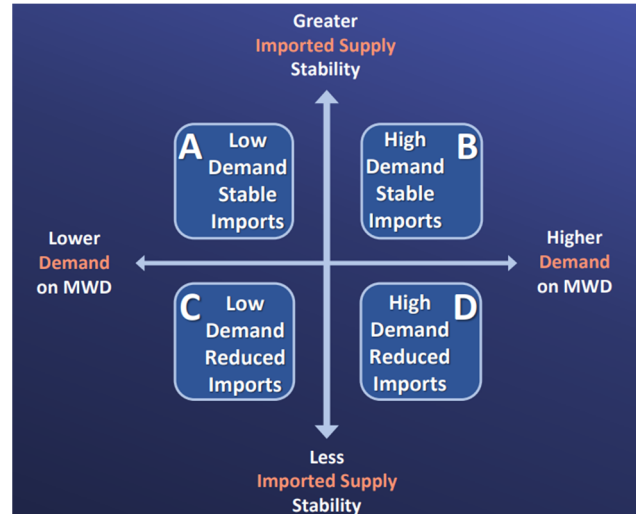 Greater
Imported Supply
Stability
A
Low
Demand
Stable
Imports
High
Demand
Stable
Imports
B
Lower
Demand
on MWD
Higher
Demand
on MWD
C
Low
Demand
Reduced
Imports
High
Demand
Reduced
Imports
D
Less
Imported Supply
Stability